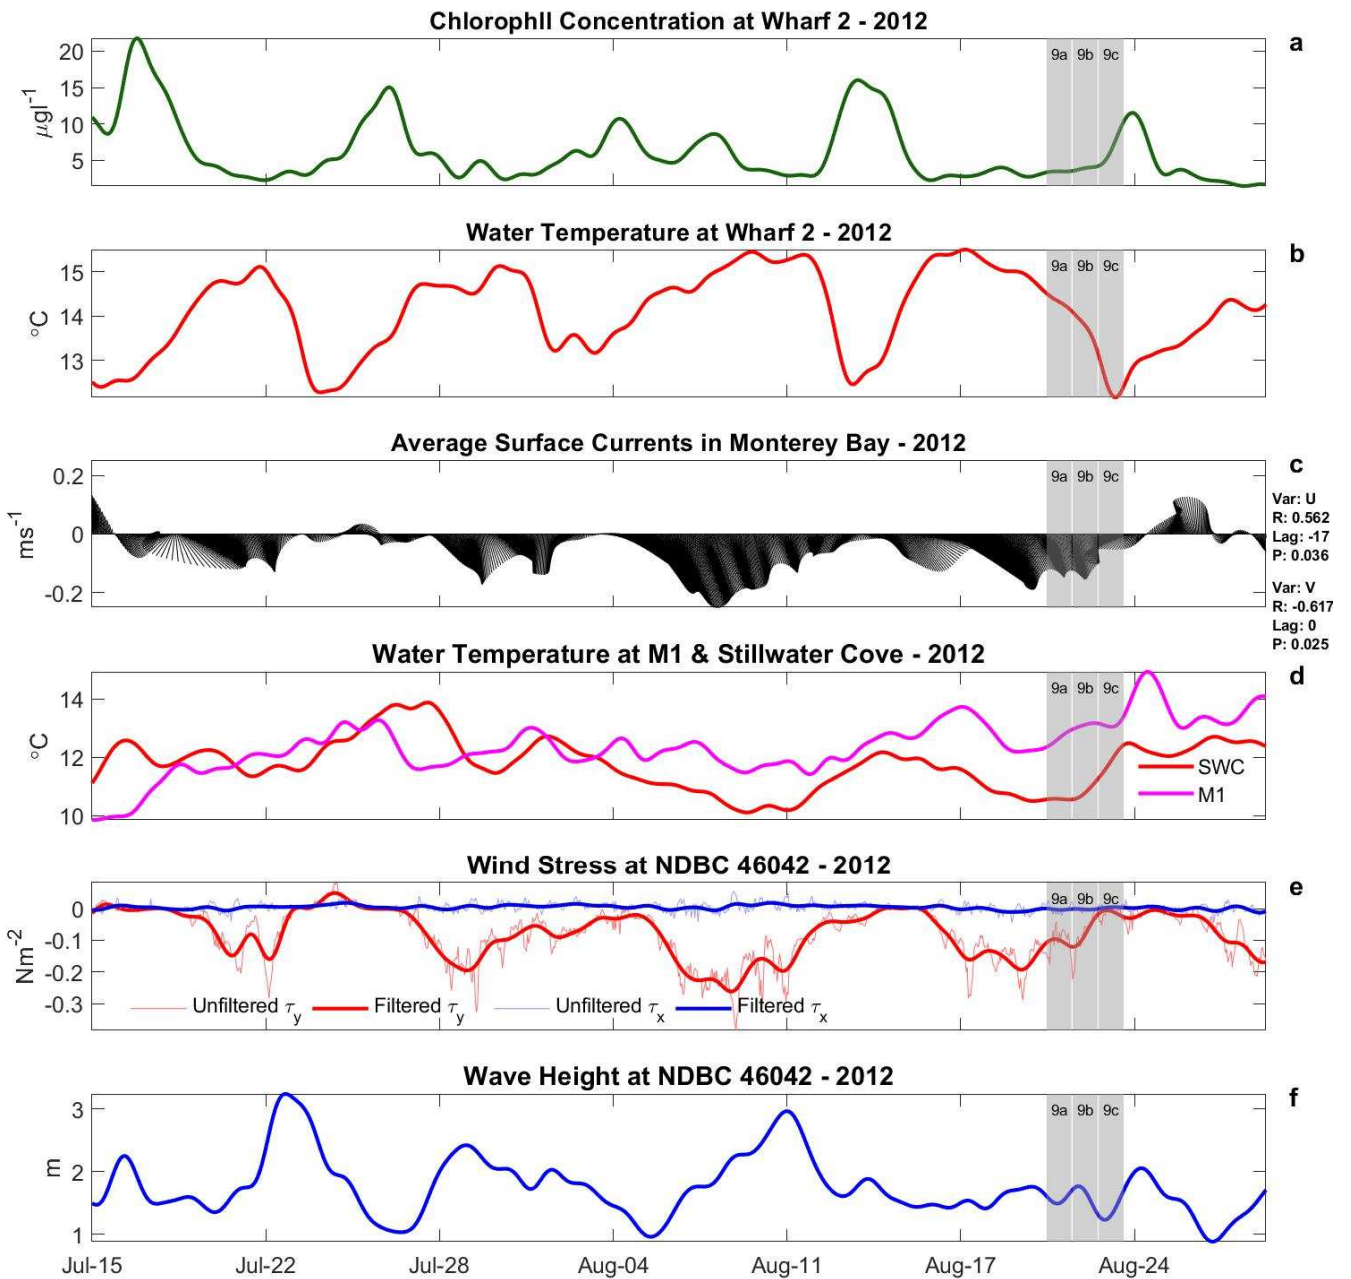 Chlorophll Concentration at Wharf 2 - 2012
a
20
15
10
5
μgl⁻¹
9a 9b 9c
Water Temperature at Wharf 2 - 2012
b
15
14
13
°C
9a 9b 9c
Average Surface Currents in Monterey Bay - 2012
c
0.2
0
-0.2
ms⁻¹
9a 9b 9c
Var: U
R: 0.562
Lag: -17
P: 0.036
Var: V
R: -0.617
Lag: 0
P: 0.025
Water Temperature at M1 & Stillwater Cove - 2012
d
14
12
10
°C
9a 9b 9c
SWC
M1
Wind Stress at NDBC 46042 - 2012
e
0
-0.1
-0.2
-0.3
Nm⁻²
9a 9b 9c
Unfiltered τy Filtered τy Unfiltered τx Filtered τx
Wave Height at NDBC 46042 - 2012
f
3
2
1
m
9a 9b 9c
Jul-15 Jul-22 Jul-28 Aug-04 Aug-11 Aug-17 Aug-24